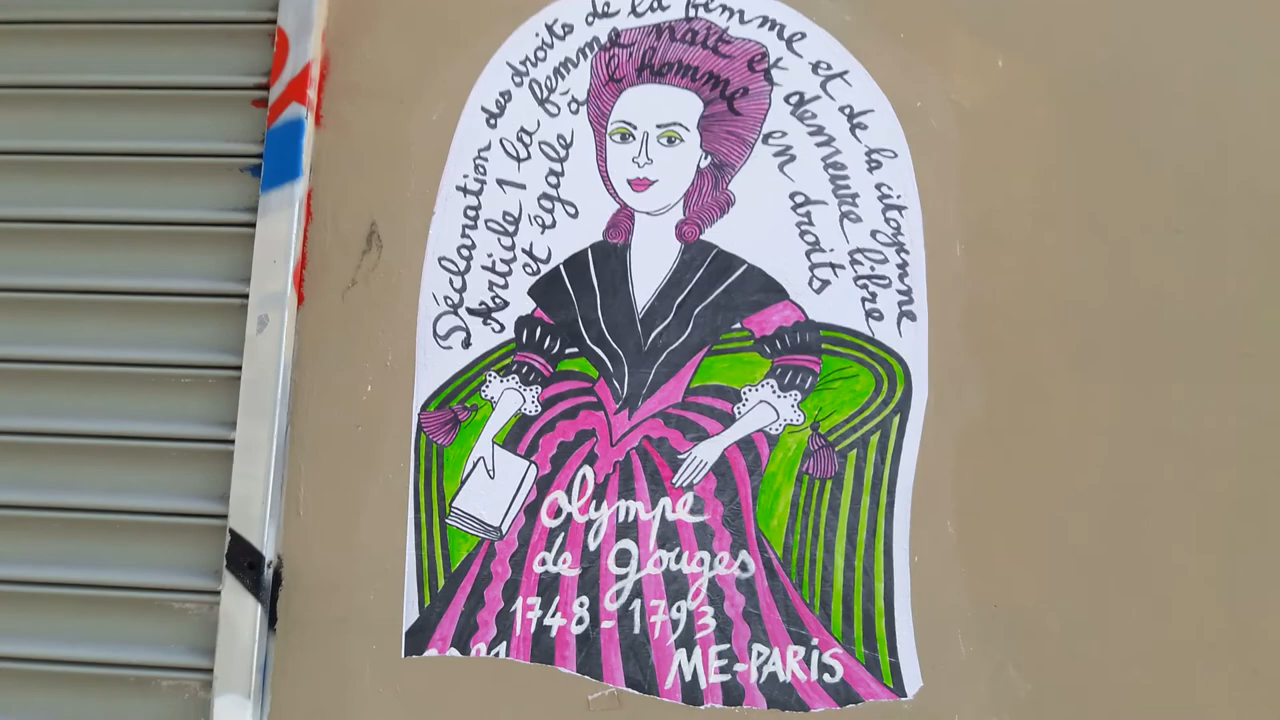 Déclaration des droits de la femme et de la citoyenne
Article 1 la femme naît et demeure libre
et égale à l'homme en droits
Olympe
de Gouges
1748-1793
ME-PARIS